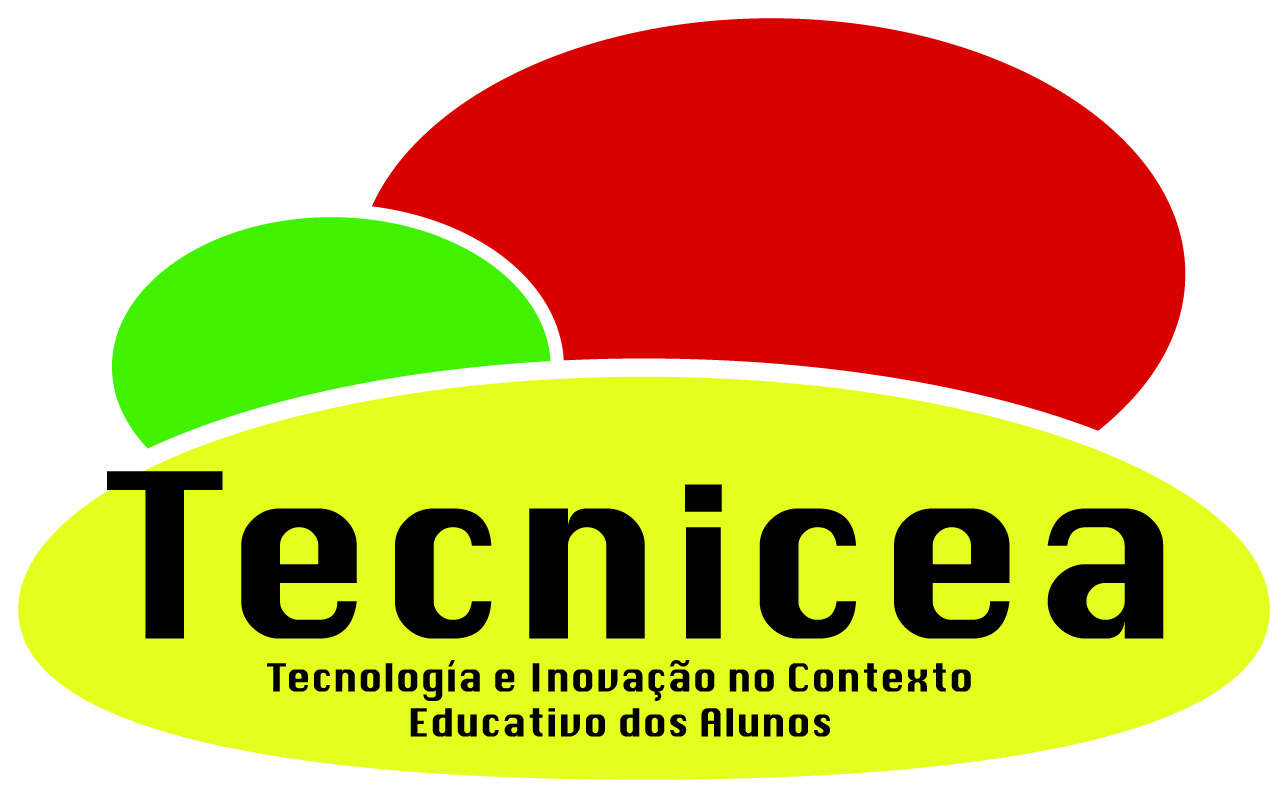 Tecnicea
Tecnología e Inovação no Contexto
Educativo dos Alunos